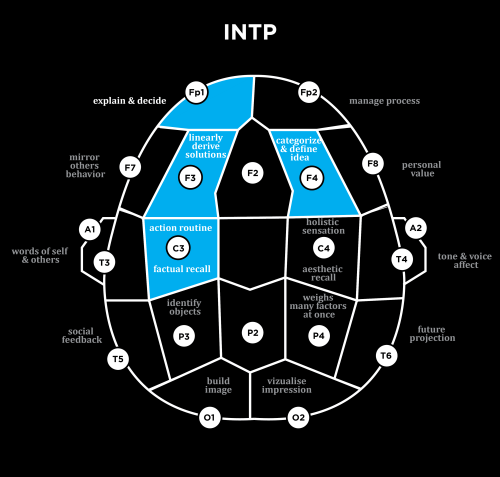 INTP
Fp1
Fp2
explain & decide
manage process
linearly
derive
solutions
categorize
& define
idea
mirror
others
behavior
F7
F3
F2
F4
F8
personal
value
A1
action routine
holistic
sensation
A2
words of self
& others
T3
C3
C4
T4
tone & voice
affect
factual recall
aesthetic
recall
identify
objects
weighs
many factors
at once
social
feedback
T5
P3
P2
P4
T6
future
projection
build
image
vizualise
impression
O1
O2